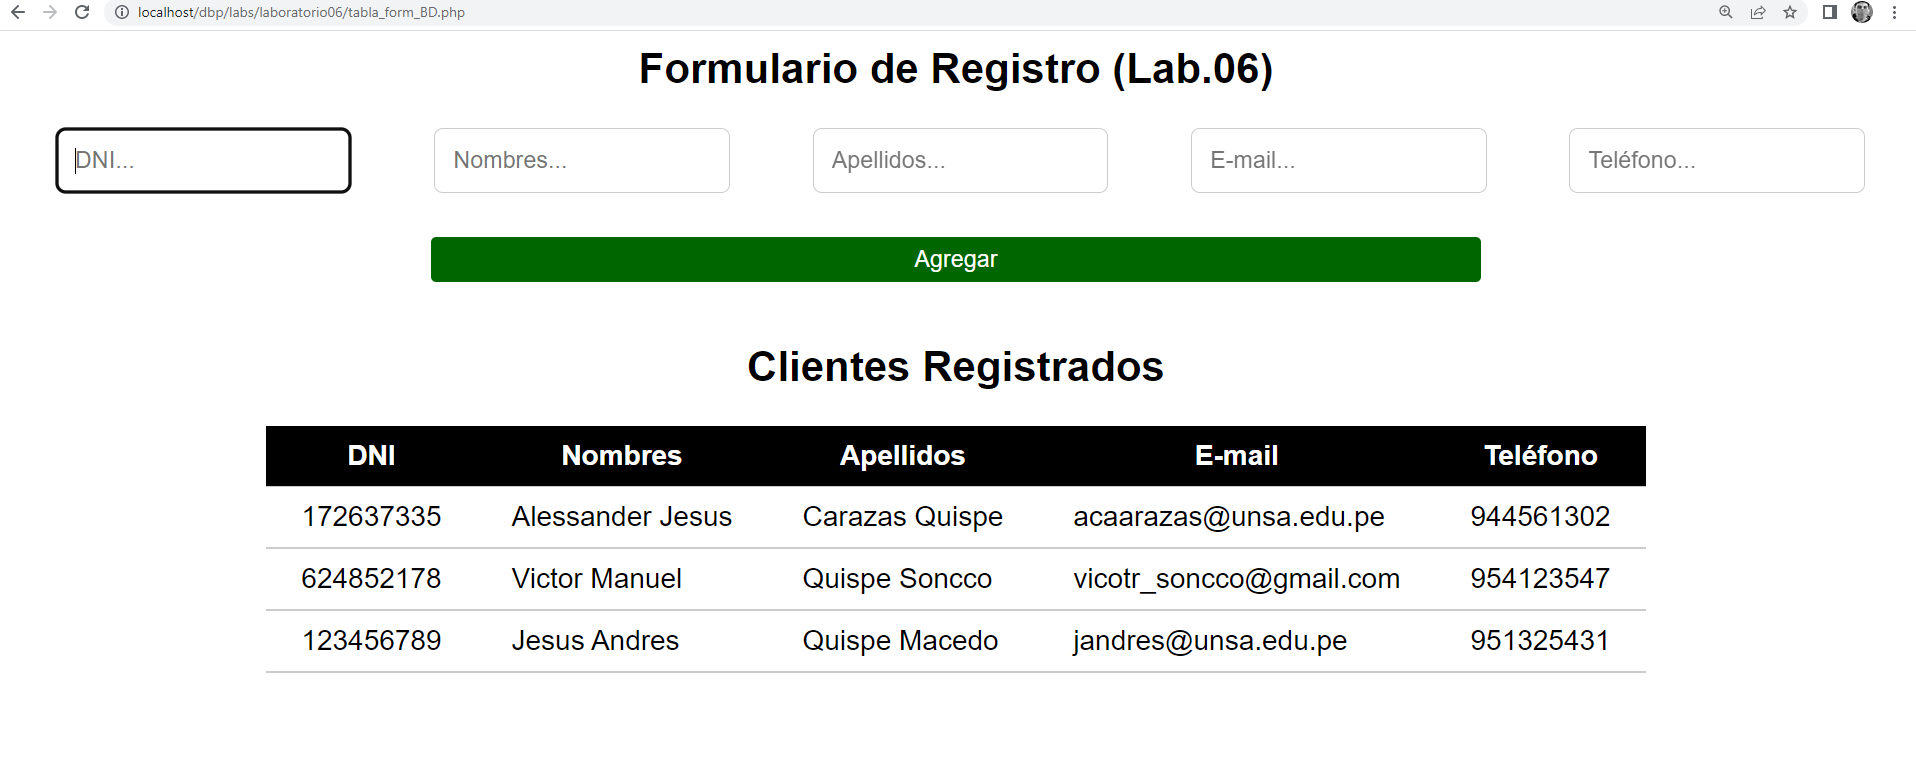 localhost/dbp/labs/laboratorio06/tabla_form_BD.php
Formulario de Registro (Lab.06)
DNI... Nombres... Apellidos... E-mail... Teléfono...
Agregar
Clientes Registrados
DNI Nombres Apellidos E-mail Teléfono
172637335 Alessander Jesus Carazas Quispe acaarazas@unsa.edu.pe 944561302
624852178 Victor Manuel Quispe Soncco vicotr_soncco@gmail.com 954123547
123456789 Jesus Andres Quispe Macedo jandres@unsa.edu.pe 951325431